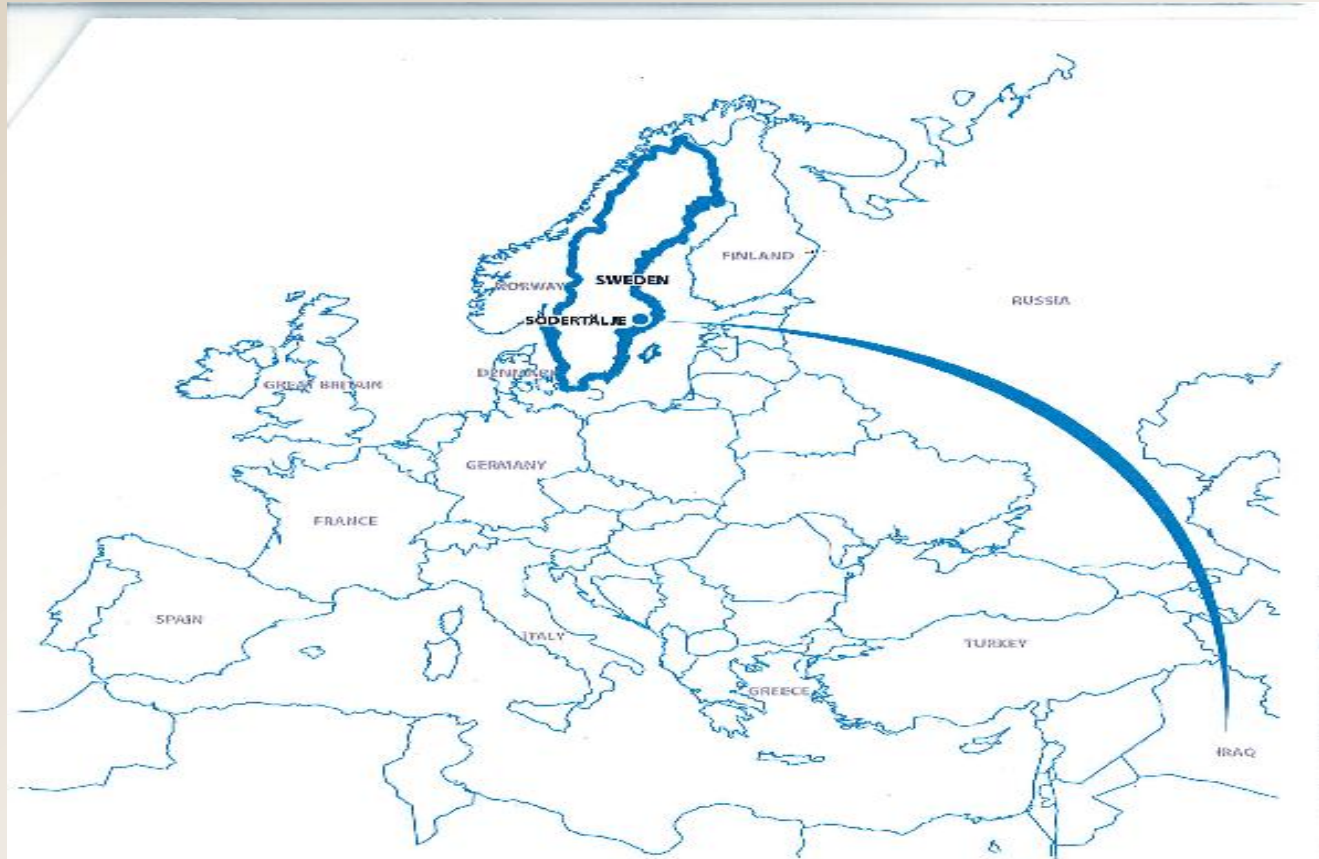 FINLAND
SWEDEN
NORWAY
RUSSIA
SÖDERTÄLJE
DENMARK
GREAT BRITAIN
GERMANY
FRANCE
SPAIN
ITALY
TURKEY
GREECE
IRAQ